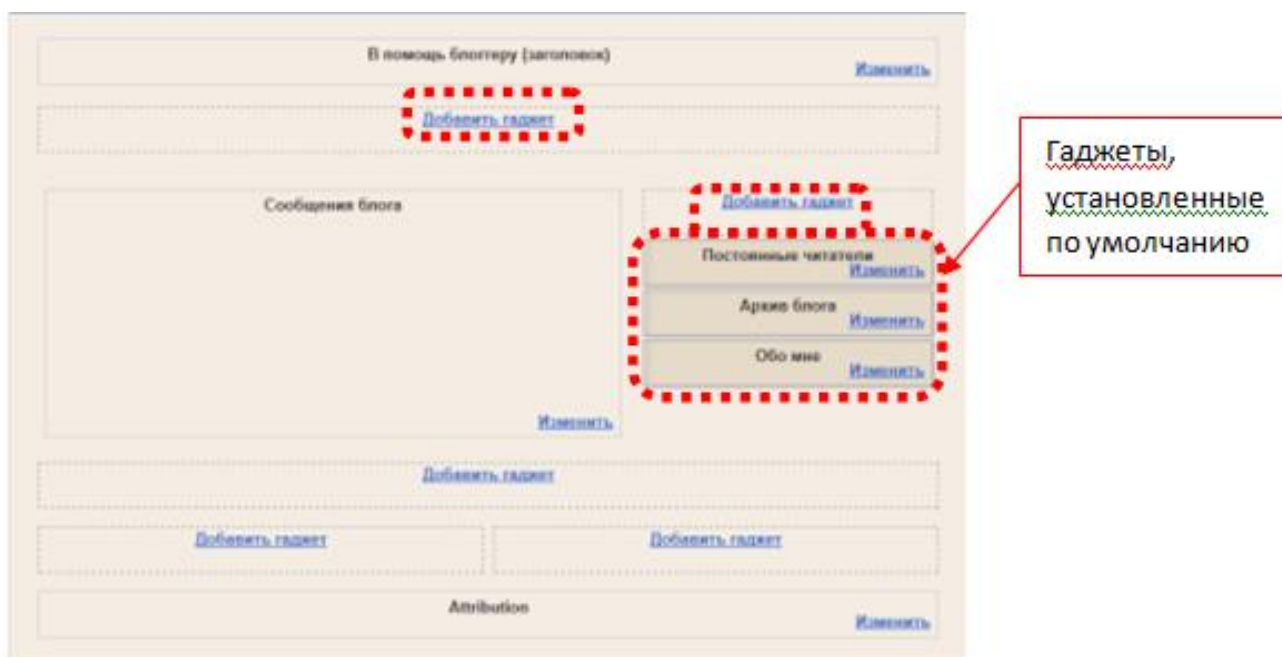 В помощь блоггеру (заголовок)
Изменить
Добавить гаджет
Сообщения блога
Изменить
Добавить гаджет
Постоянные читатели
Изменить
Архив блога
Изменить
Обо мне
Изменить
Гаджеты,
установленные
по умолчанию
Добавить гаджет
Добавить гаджет
Добавить гаджет
Attribution
Изменить